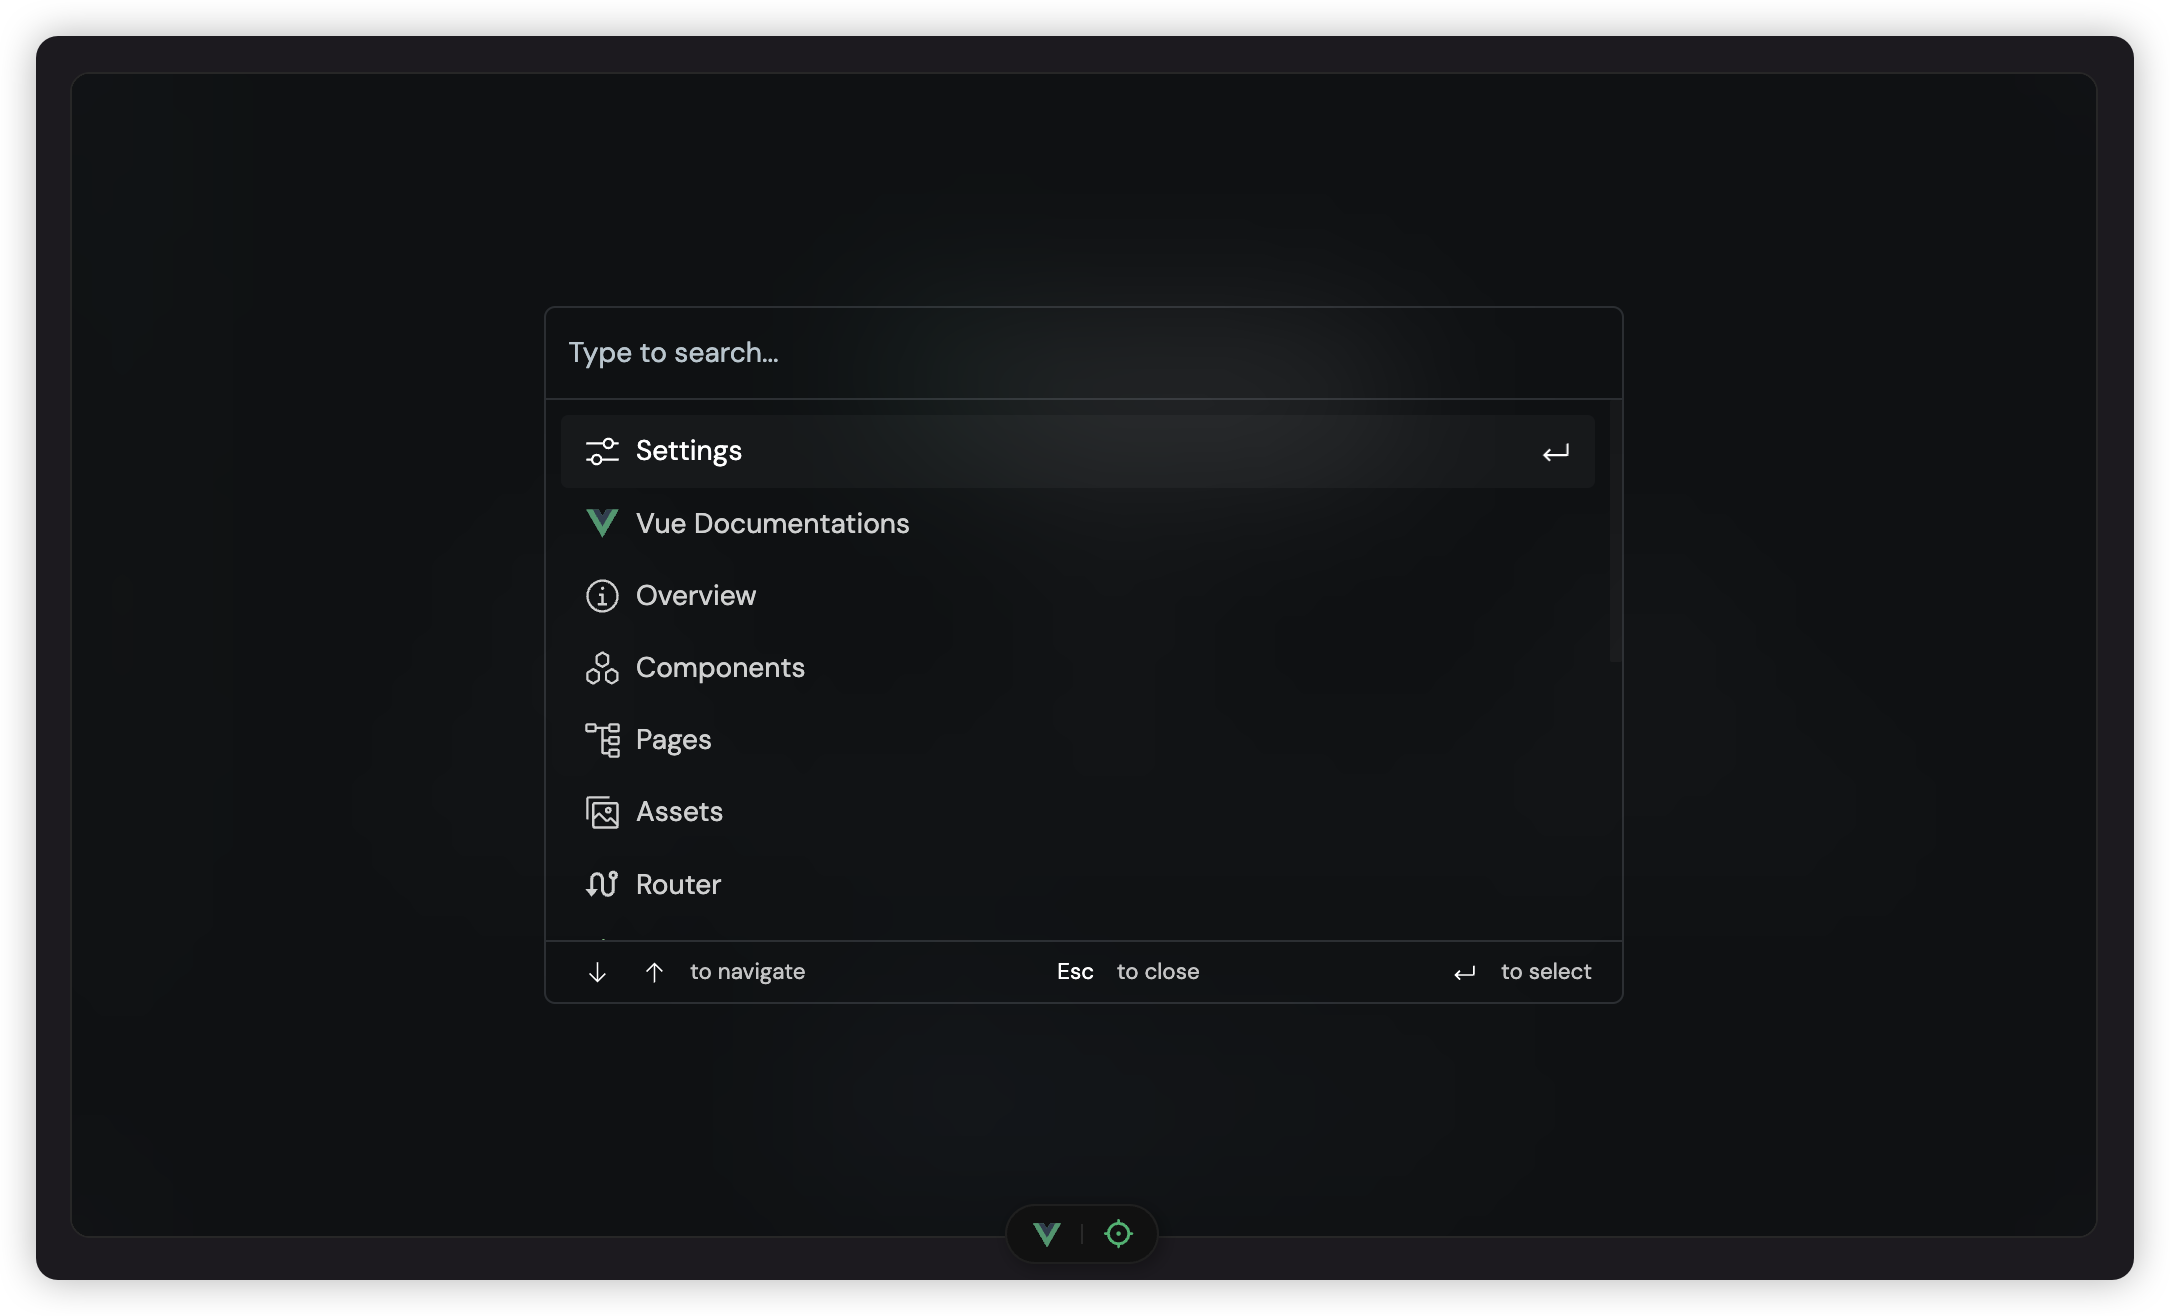 Type to search...
Settings
Vue Documentations
Overview
Components
Pages
Assets
Router
↓ ↑ to navigate Esc to close ↵ to select